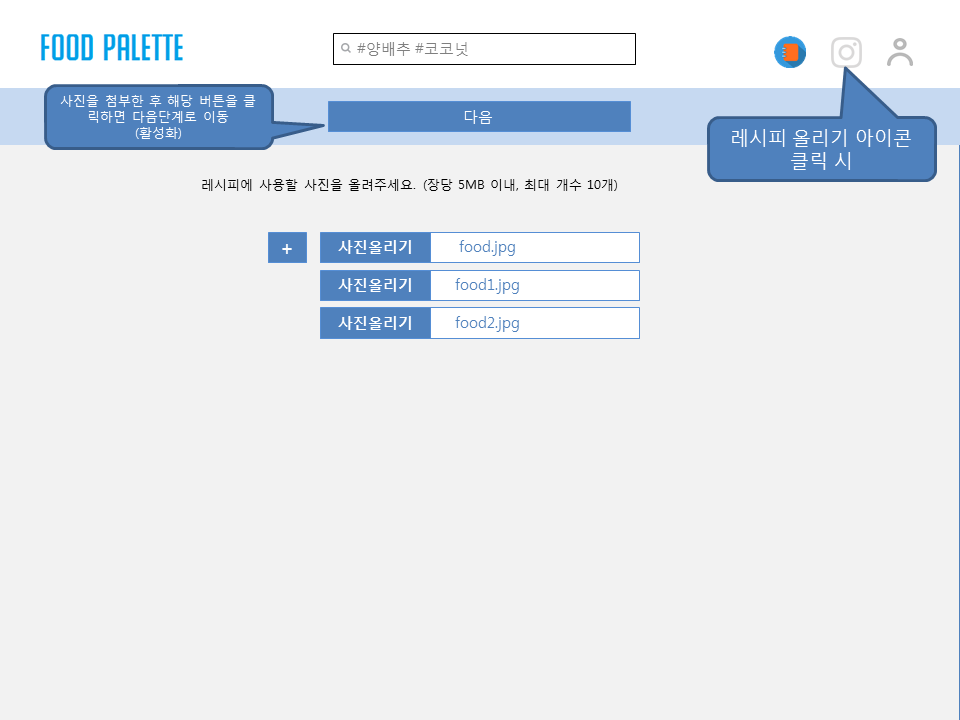 FOOD PALETTE
#양배추 #코코넛
사진을 첨부한 후 해당 버튼을 클
릭하면 다음단계로 이동
(활성화)
다음
레시피 올리기 아이콘
클릭 시
레시피에 사용할 사진을 올려주세요. (장당 5MB 이내, 최대 개수 10개)
+ 사진올리기 food.jpg
사진올리기 food1.jpg
사진올리기 food2.jpg